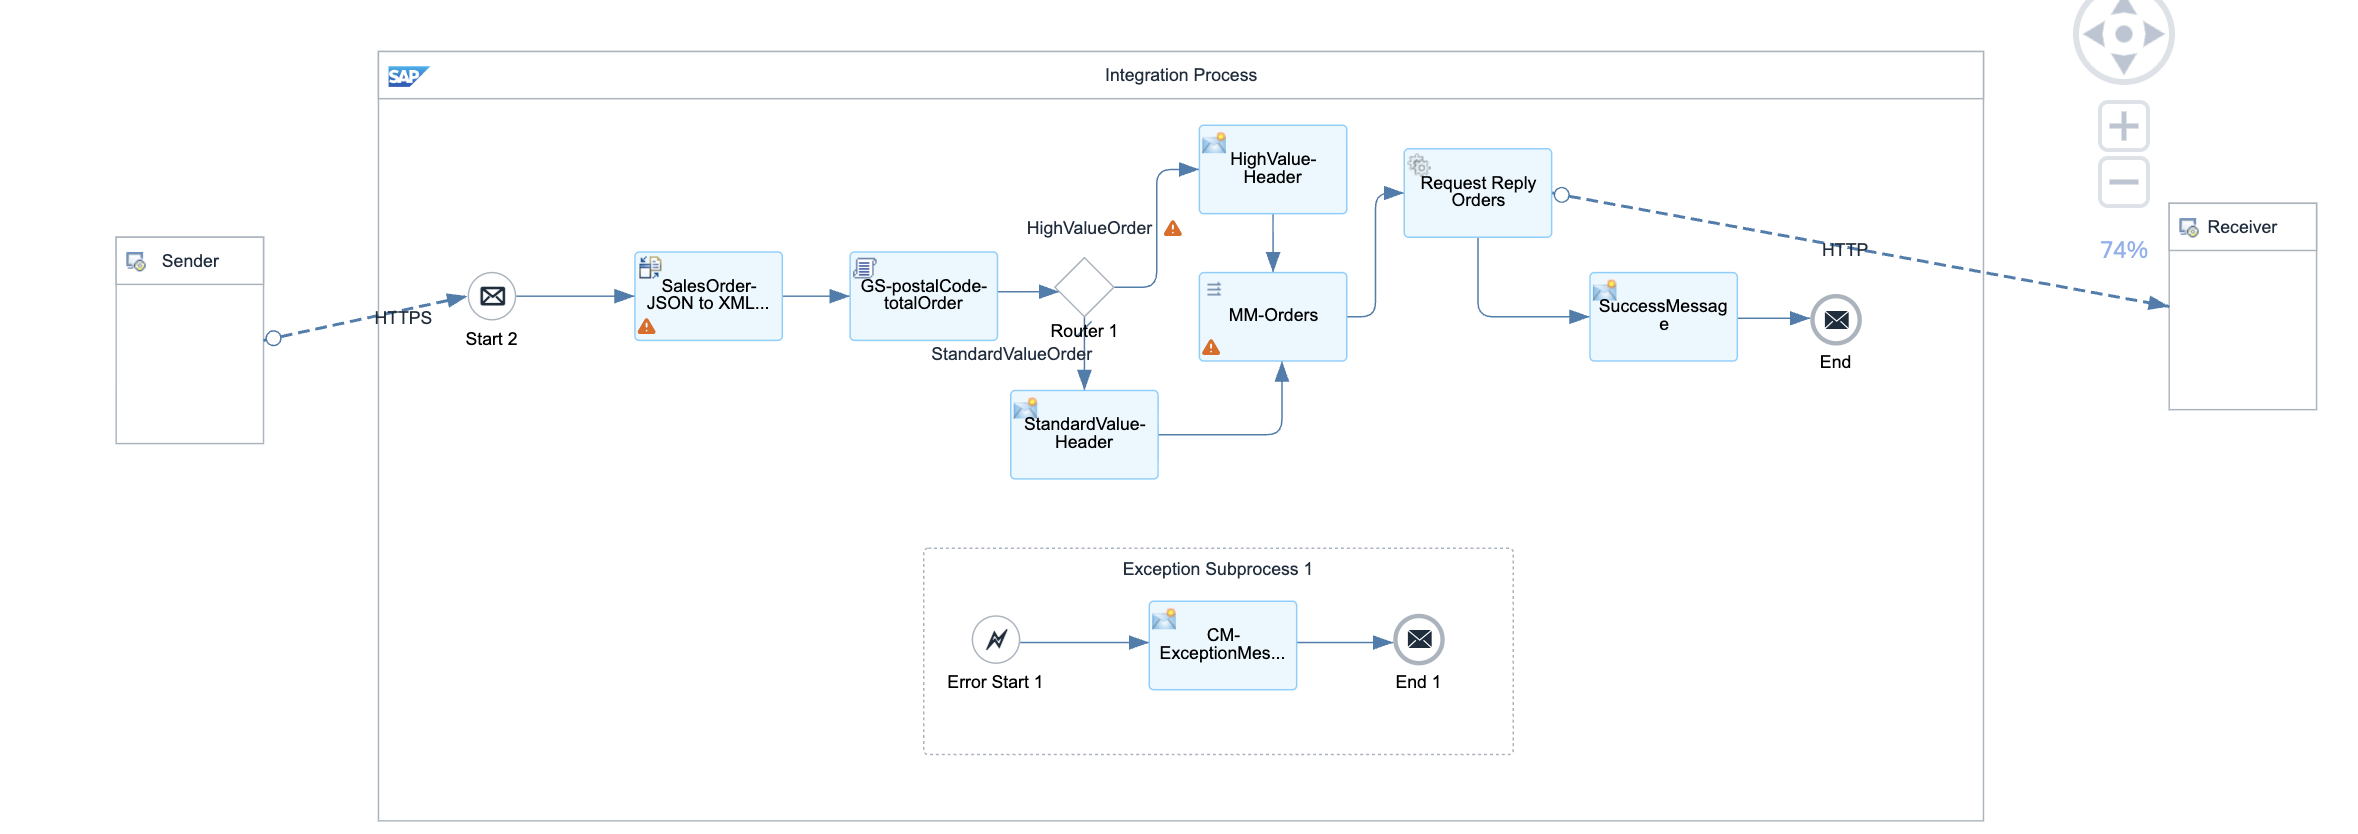 SAP
Integration Process
Sender
HTTPS
Start 2
SalesOrder-
JSON to XML...
GS-postalCode-
totalOrder
Router 1
HighValueOrder
StandardValueOrder
HighValue-
Header
StandardValue-
Header
MM-Orders
Request Reply
Orders
SuccessMessag
e
End
HTTP
74%
Receiver
Exception Subprocess 1
Error Start 1
CM-
ExceptionMes...
End 1